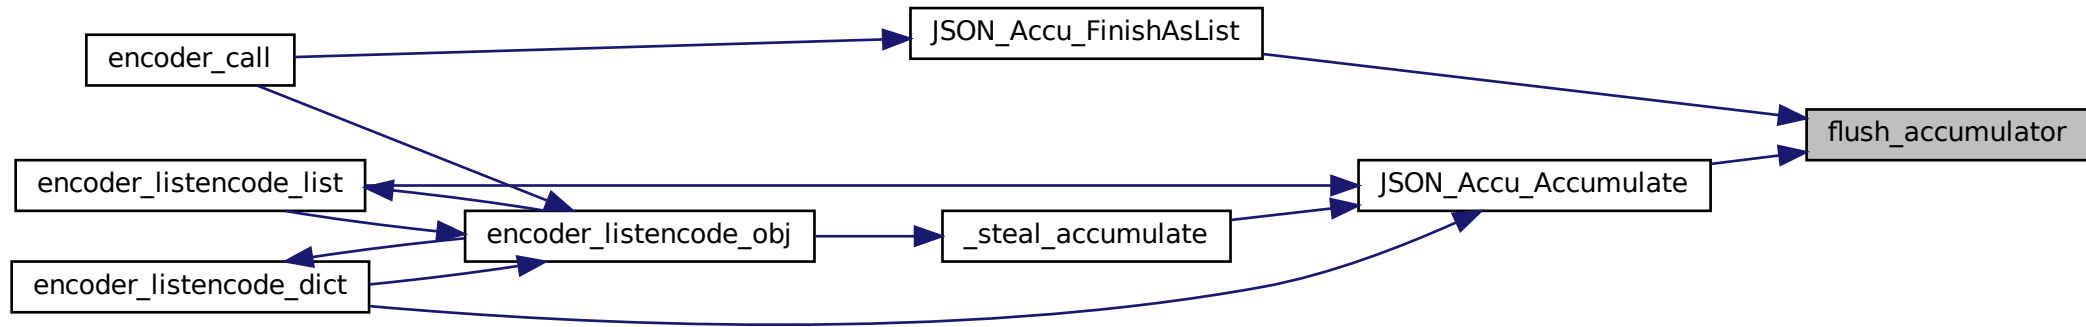 JSON_Accu_FinishAsList
encoder_call
flush_accumulator
encoder_listencode_list
JSON_Accu_Accumulate
encoder_listencode_obj
_steal_accumulate
encoder_listencode_dict